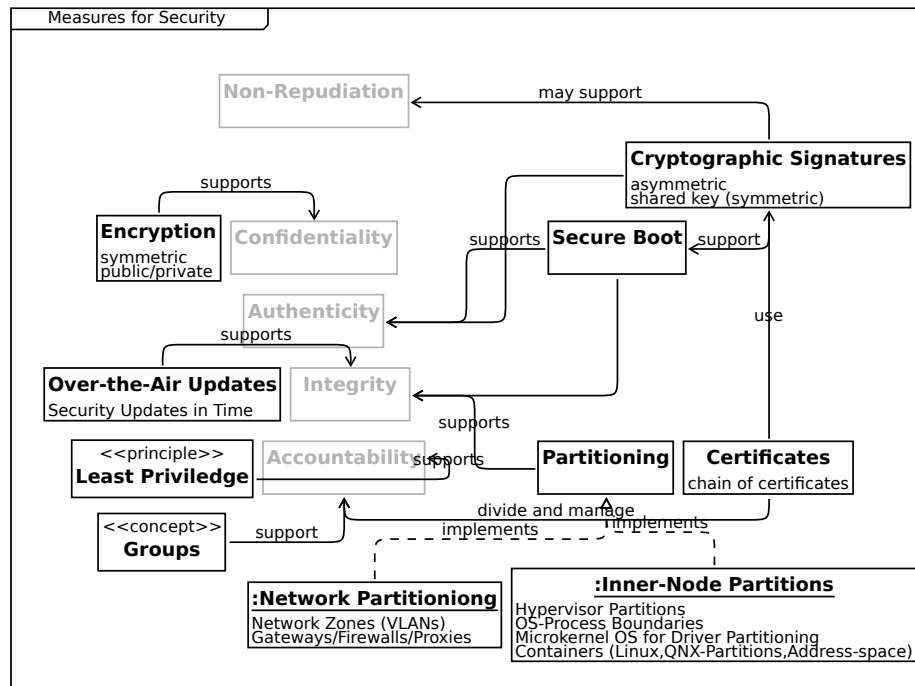 Measures for Security
Non-Repudiation
may support
Cryptographic Signatures
asymmetric
shared key (symmetric)
supports
Encryption
symmetric
public/private
Confidentiality
supports
Secure Boot
support
Authenticity
supports
use
Over-the-Air Updates
Security Updates in Time
Integrity
supports
<<principle>>
Least Priviledge
Accountability
supports
Partitioning
Certificates
chain of certificates
divide and manage
<<concept>>
Groups
support
implements
implements
:Network Partitioniong
Network Zones (VLANs)
Gateways/Firewalls/Proxies
:Inner-Node Partitions
Hypervisor Partitions
OS-Process Boundaries
Microkernel OS for Driver Partitioning
Containers (Linux,QNX-Partitions,Address-space)